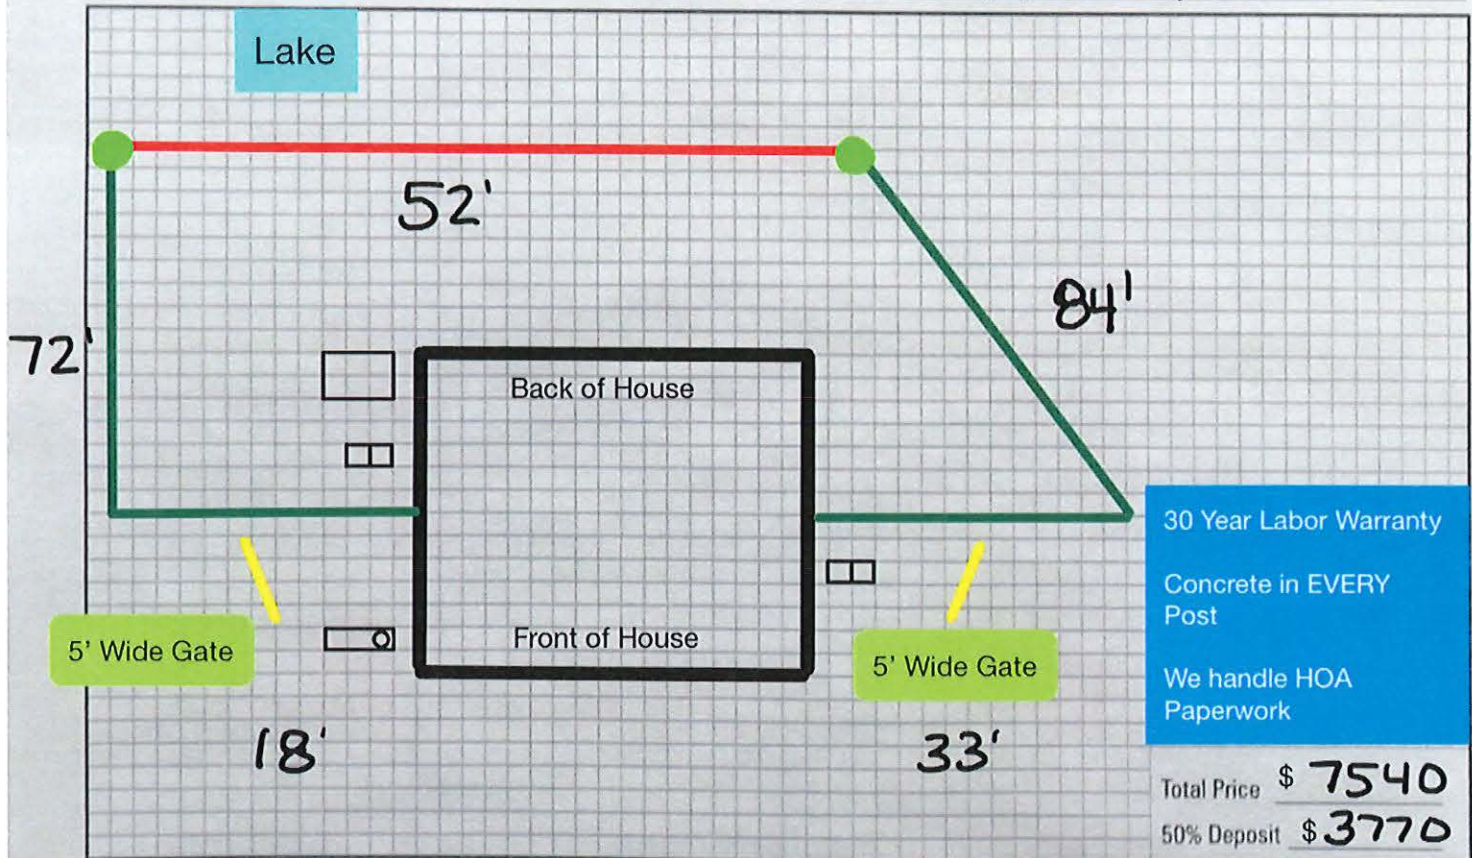 Lake
52'
84'
72'
Back of House
Front of House
5' Wide Gate
5' Wide Gate
18'
33'
30 Year Labor Warranty
Concrete in EVERY
Post
We handle HOA
Paperwork
Total Price $ 7540
50% Deposit $ 3770